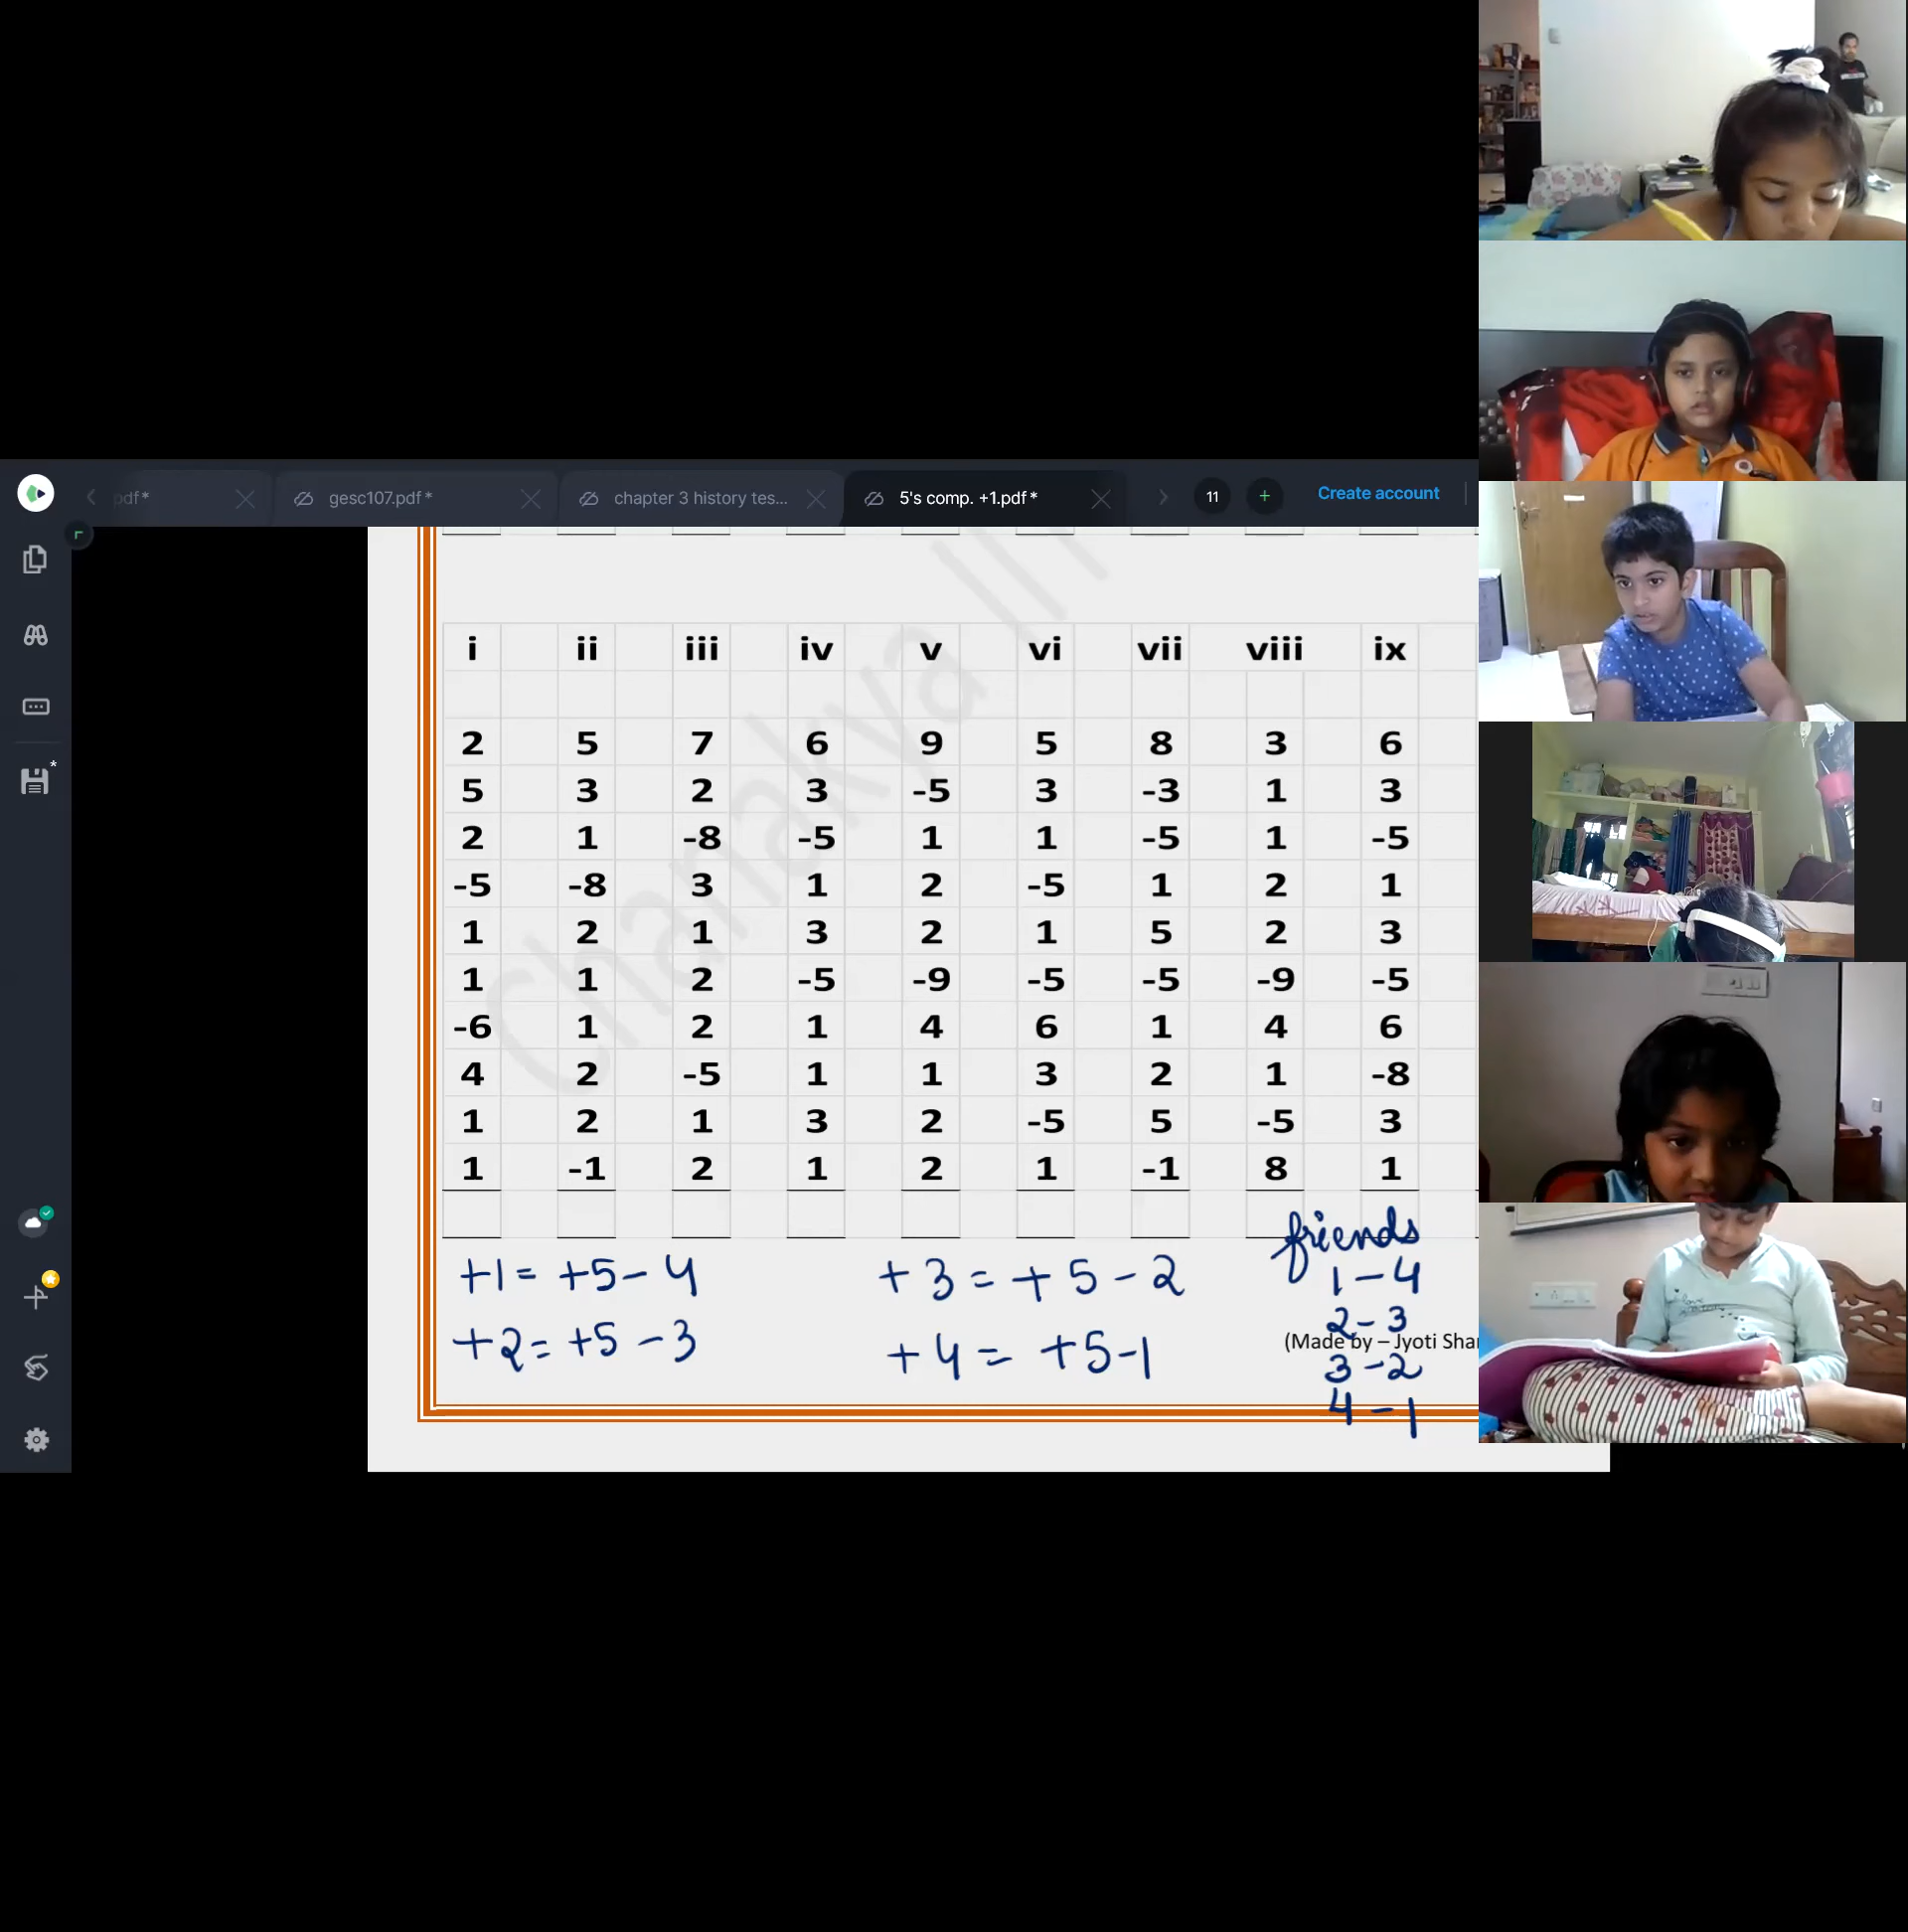 pdf*
gesc107.pdf*
chapter 3 history tes...
5's comp. +1.pdf*
11
+
Create account
i ii iii iv v vi vii viii ix
2 5 7 6 9 5 8 3 6
5 3 2 3 -5 3 -3 1 3
2 1 -8 -5 1 1 -5 1 -5
-5 -8 3 1 2 -5 1 2 1
1 2 1 3 2 1 5 2 3
1 1 2 -5 -9 -5 -5 -9 -5
-6 1 2 1 4 6 1 4 6
4 2 -5 1 1 3 2 1 -8
1 2 1 3 2 -5 5 -5 3
1 -1 2 1 2 1 -1 8 1
Chanakya
friends
+1= +5-4 +3=+5-2 1-4
+2=+5-3 +4= +5-1 2-3
(Made by – Jyoti Shar
3-2
4-1